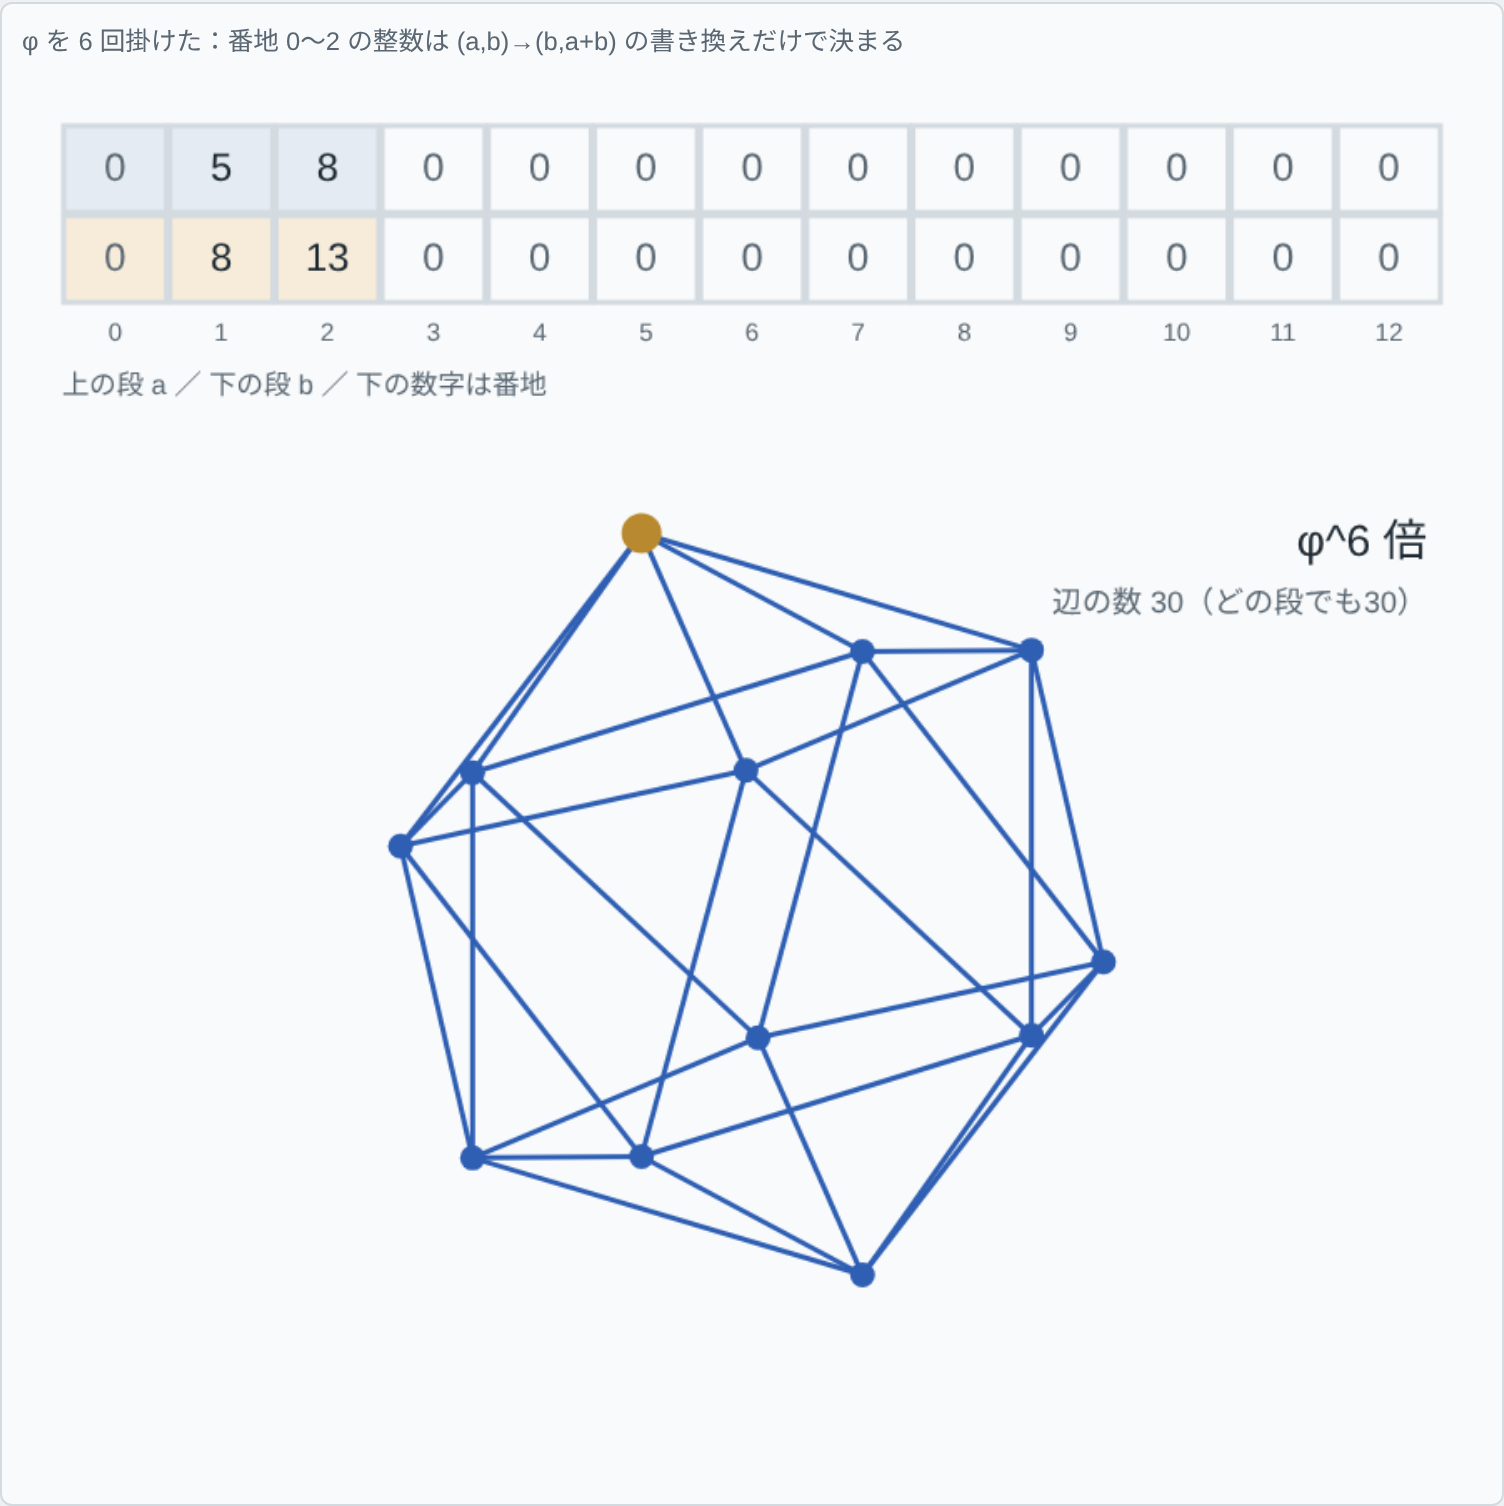 φ を 6 回掛けた：番地 0〜2 の整数は (a,b)→(b,a+b) の書き換えだけで決まる
0 5 8 0 0 0 0 0 0 0 0 0 0
0 8 13 0 0 0 0 0 0 0 0 0 0
0 1 2 3 4 5 6 7 8 9 10 11 12
上の段 a ／ 下の段 b ／ 下の数字は番地
φ^6 倍
辺の数 30（どの段でも30）